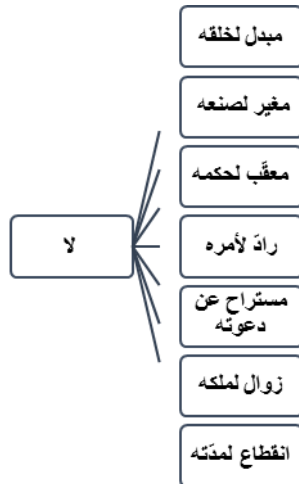 مبدل لخلقه
مغير لصنعه
معقّب لحكمه
لا
رادّ لأمره
مستراح عن
دعوته
زوال لملكه
انقطاع لمدّته